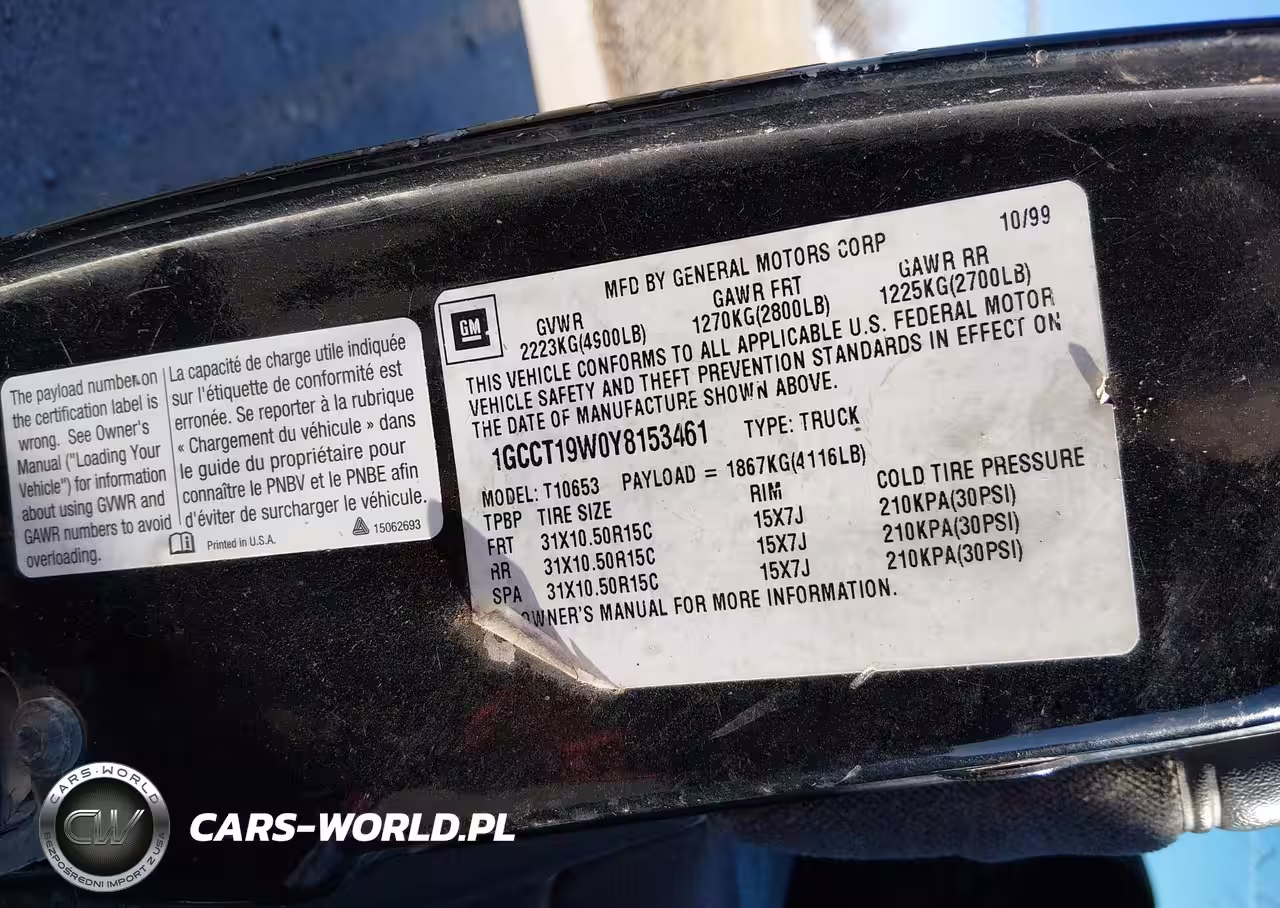 The payload number on
the certification label is
wrong. See Owner's
Manual ("Loading Your
Vehicle") for information
about using GVWR and
GAWR numbers to avoid
overloading.
La capacité de charge utile indiquée
sur l'étiquette de conformité est
erronée. Se reporter à la rubrique
« Chargement du véhicule » dans
le guide du propriétaire pour
connaître le PNBV et le PNBE afin
d'éviter de surcharger le véhicule.
Printed in U.S.A.
15062693
GM
MFD BY GENERAL MOTORS CORP
10/99
GVWR GAWR FRT GAWR RR
2223KG(4900LB) 1270KG(2800LB) 1225KG(2700LB)
THIS VEHICLE CONFORMS TO ALL APPLICABLE U.S. FEDERAL MOTOR
VEHICLE SAFETY AND THEFT PREVENTION STANDARDS IN EFFECT ON
THE DATE OF MANUFACTURE SHOWN ABOVE.
1GCCT19W0Y8153461 TYPE: TRUCK
MODEL: T10653 PAYLOAD = 1867KG(4116LB)
TPBP TIRE SIZE RIM COLD TIRE PRESSURE
FRT 31X10.50R15C 15X7J 210KPA(30PSI)
RR 31X10.50R15C 15X7J 210KPA(30PSI)
SPA 31X10.50R15C 15X7J 210KPA(30PSI)
OWNER'S MANUAL FOR MORE INFORMATION.
CARS-WORLD
CW
BEZPOŚREDNI IMPORT Z USA
CARS-WORLD.PL